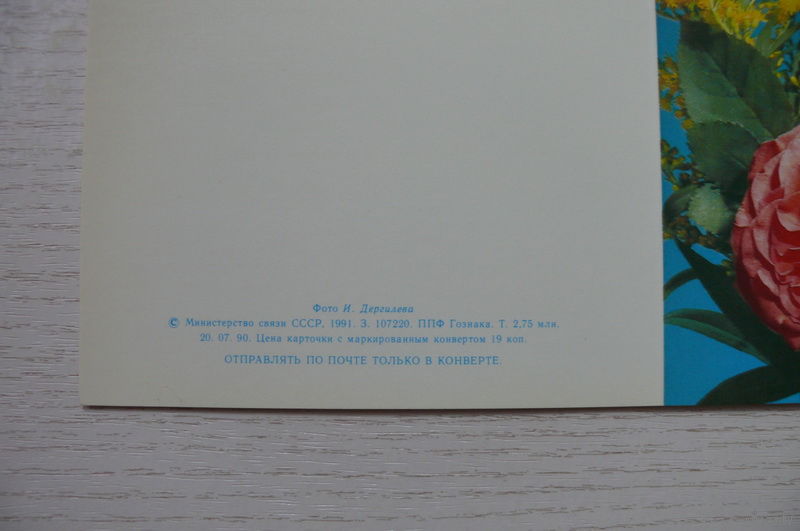 Фото И. Дергилева
© Министерство связи СССР, 1991. З. 107220. ППФ Гознака. Т. 2,75 млн.
20. 07. 90. Цена карточки с маркированным конвертом 19 коп.
ОТПРАВЛЯТЬ ПО ПОЧТЕ ТОЛЬКО В КОНВЕРТЕ.